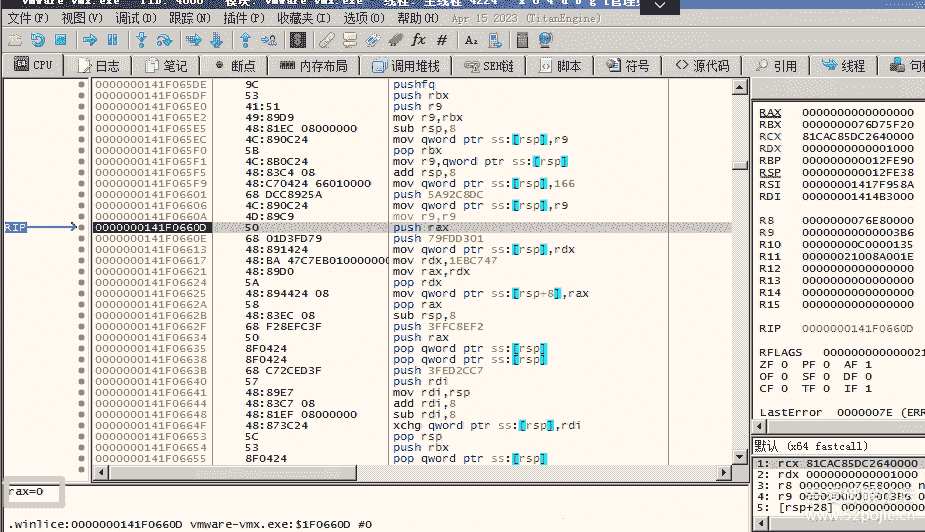 文件(F) 视图(V) 调试(D) 跟踪(N) 插件(P) 收藏夹(I) 选项(O) 帮助(H) Apr 15 2023 (TitanEngine)
CPU 日志 笔记 断点 内存布局 调用堆栈 SEH链 脚本 符号 源代码 引用 线程
0000000141F065DE 9C pushfq
0000000141F065DF 53 push rbx
0000000141F065E0 41:51 push r9
0000000141F065E2 49:89D9 mov r9,rbx
0000000141F065E5 48:81EC 08000000 sub rsp,8
0000000141F065EC 4C:890C24 mov qword ptr ss:[rsp],r9
0000000141F065F0 5B pop rbx
0000000141F065F1 4C:8B0C24 mov r9,qword ptr ss:[rsp]
0000000141F065F5 48:83C4 08 add rsp,8
0000000141F065F9 48:C70424 66010000 mov qword ptr ss:[rsp],166
0000000141F06601 68 DCC8925A push 5A92C8DC
0000000141F06606 4C:890C24 mov qword ptr ss:[rsp],r9
0000000141F0660A 4D:89C9 mov r9,r9
RIP 0000000141F0660D 50 push rax
0000000141F0660E 68 01D3FD79 push 79FDD301
0000000141F06613 48:891424 mov qword ptr ss:[rsp],rdx
0000000141F06617 48:BA 47C7EB0100000000 mov rdx,1EBC747
0000000141F06621 48:89D0 mov rax,rdx
0000000141F06624 5A pop rdx
0000000141F06625 48:894424 08 mov qword ptr ss:[rsp+8],rax
0000000141F0662A 58 pop rax
0000000141F0662B 48:83EC 08 sub rsp,8
0000000141F0662F 68 F28EFC3F push 3FFC8EF2
0000000141F06634 50 push rax
0000000141F06635 8F0424 pop qword ptr ss:[rsp]
0000000141F06638 8F0424 pop qword ptr ss:[rsp]
0000000141F0663B 68 C72CED3F push 3FED2CC7
0000000141F06640 57 push rdi
0000000141F06641 48:89E7 mov rdi,rsp
0000000141F06644 48:83C7 08 add rdi,8
0000000141F06648 48:81EF 08000000 sub rdi,8
0000000141F0664F 48:873C24 xchg qword ptr ss:[rsp],rdi
0000000141F06653 5C pop rsp
0000000141F06654 53 push rbx
0000000141F06655 8F0424 pop qword ptr ss:[rsp]
RAX 0000000000000000
RBX 0000000076D75F20
RCX 81CAC85DC2640000
RDX 0000000000001000
RBP 000000000012FE90
RSP 000000000012FE38
RSI 00000001417F958A
RDI 00000001414B3000
R8 0000000076E80000
R9 00000000000003B6
R10 00000000C0000135
R11 000000021008A001E
R12 0000000000000000
R13 0000000000000000
R14 0000000000000000
R15 0000000000000000
RIP 0000000141F0660D
RFLAGS 000000000000021
ZF 0 PF 0 AF 1
OF 0 SF 0 DF 0
CF 0 TF 0 IF 1
LastError 0000007E (ERR
默认 (x64 fastcall)
1: rcx 81CAC85DC2640000
2: rdx 0000000000001000
3: r8 0000000076E80000 n
4: r9 00000000000003B6 0
5: [rsp+28] 000000000
rax=0
.winlice:0000000141F0660D vmware-vmx.exe:$1F0660D #0